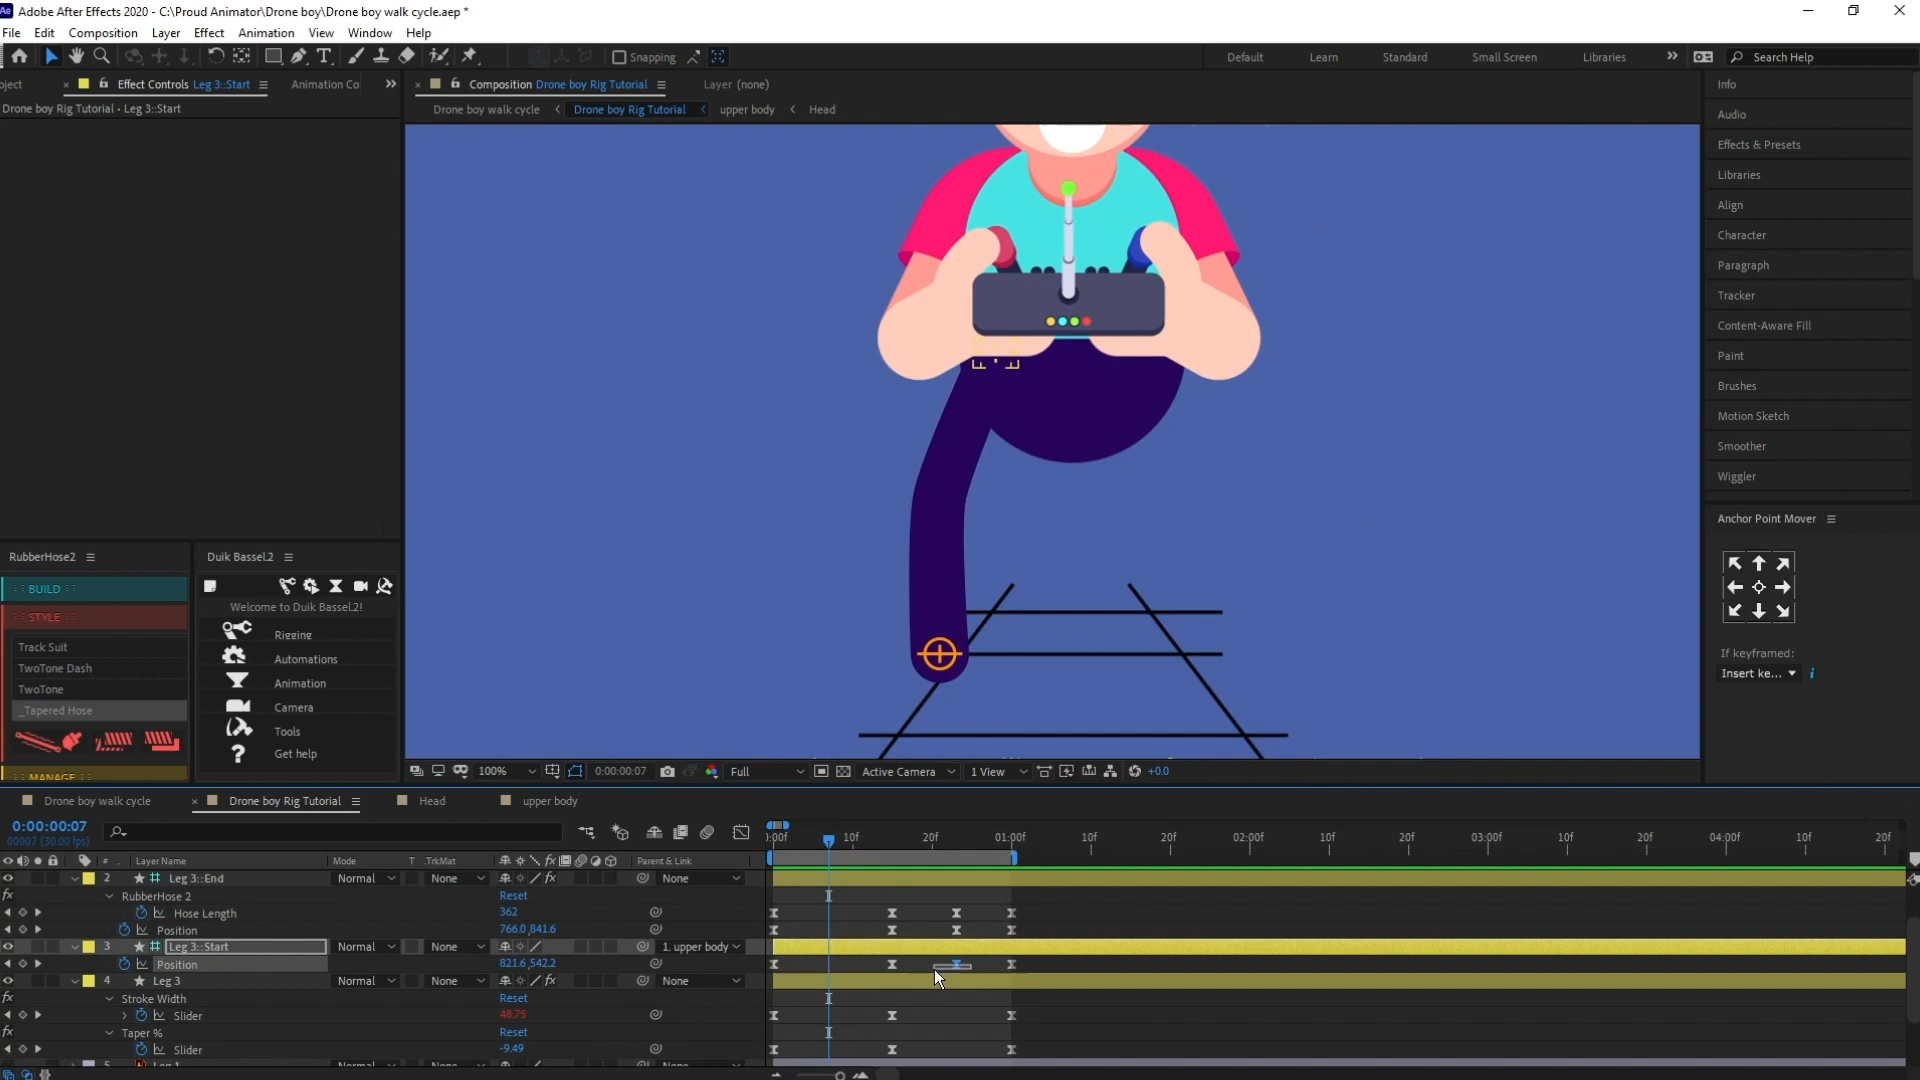 Ae Adobe After Effects 2020 - C:\Proud Animator\Drone boy\Drone boy walk cycle.aep *
File Edit Composition Layer Effect Animation View Window Help
Snapping Default Learn Standard Small Screen Libraries Search Help
oject Effect Controls Leg 3::Start Animation Co Composition Drone boy Rig Tutorial Layer (none)
Drone boy Rig Tutorial • Leg 3::Start
Drone boy walk cycle Drone boy Rig Tutorial upper body Head
Info
Audio
Effects & Presets
Libraries
Align
Character
Paragraph
Tracker
Content-Aware Fill
Paint
Brushes
Motion Sketch
Smoother
Wiggler
Anchor Point Mover
If keyframed:
Insert ke...
RubberHose2
BUILD
STYLE
Track Suit
TwoTone Dash
TwoTone
_Tapered Hose
MANAGE
Duik Bassel.2
Welcome to Duik Bassel.2!
Rigging
Automations
Animation
Camera
Tools
Get help
100% 0:00:00:07 Full Active Camera 1 View +0.0
Drone boy walk cycle Drone boy Rig Tutorial Head upper body
0:00:00:07
00007 (30.00 fps)
):00f 10f 20f 01:00f 10f 20f 02:00f 10f 20f 03:00f 10f 20f 04:00f 10f 20f
# Layer Name Mode T .TrkMat Parent & Link
2 Leg 3::End Normal None None
RubberHose 2 Reset
Hose Length 362
Position 766.0,841.6
3 Leg 3::Start Normal None 1. upper body
Position 821.6,542.2
4 Leg 3 Normal None None
Stroke Width Reset
Slider 48.75
Taper % Reset
Slider -9.49